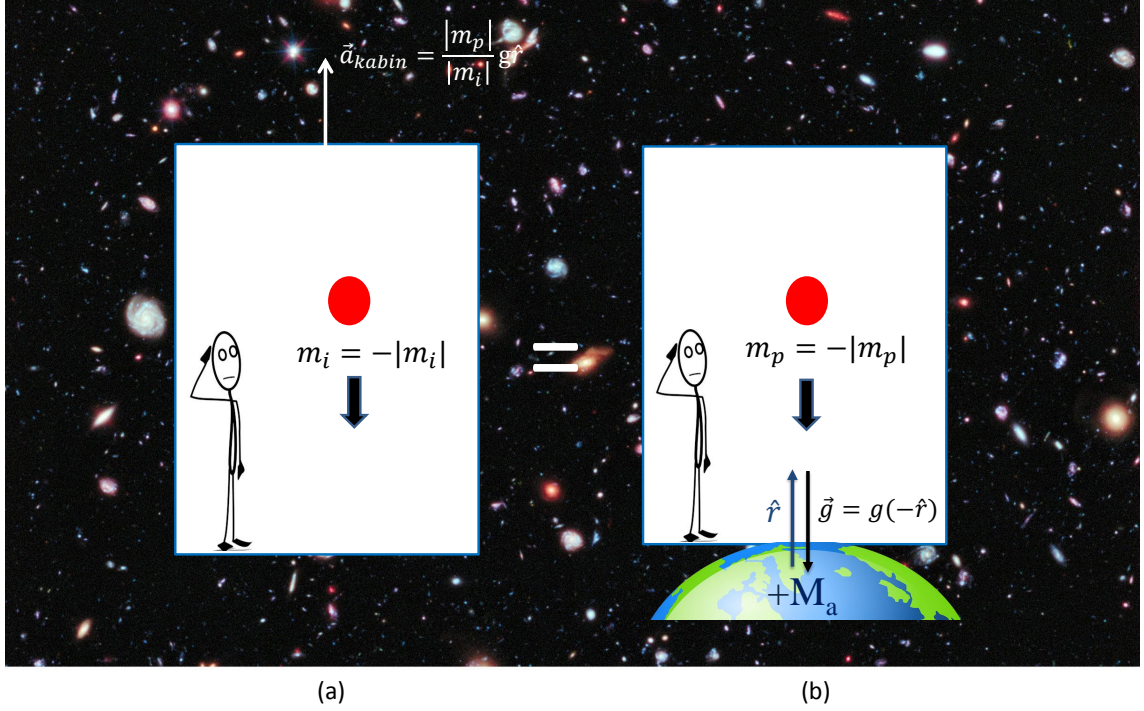 a⃗_kabin = |m_p| / |m_i| g r̂
m_i = −|m_i|
=
m_p = −|m_p|
r̂
g⃗ = g(−r̂)
+M_a
(a)
(b)